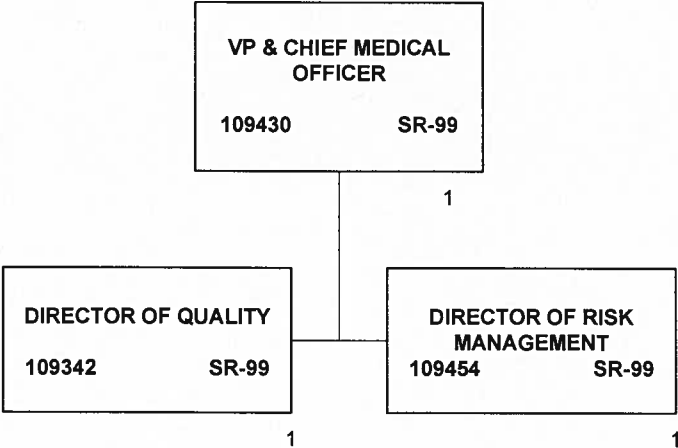 VP & CHIEF MEDICAL
OFFICER
109430 SR-99
1
DIRECTOR OF QUALITY
109342 SR-99
1
DIRECTOR OF RISK
MANAGEMENT
109454 SR-99
1